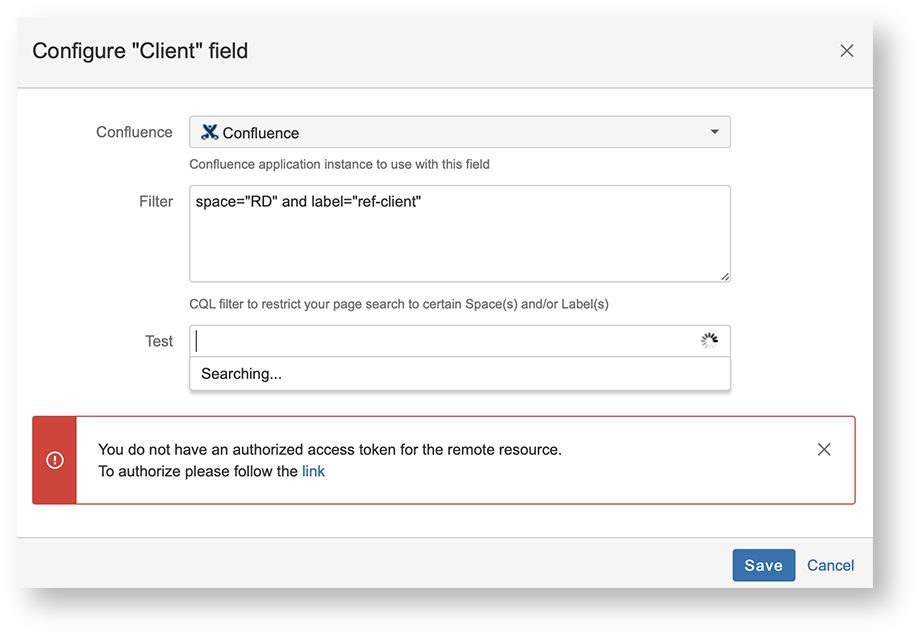 Configure "Client" field
Confluence
Confluence
Confluence application instance to use with this field
Filter
space="RD" and label="ref-client"
CQL filter to restrict your page search to certain Space(s) and/or Label(s)
Test
Searching...
You do not have an authorized access token for the remote resource.
To authorize please follow the link
Save Cancel